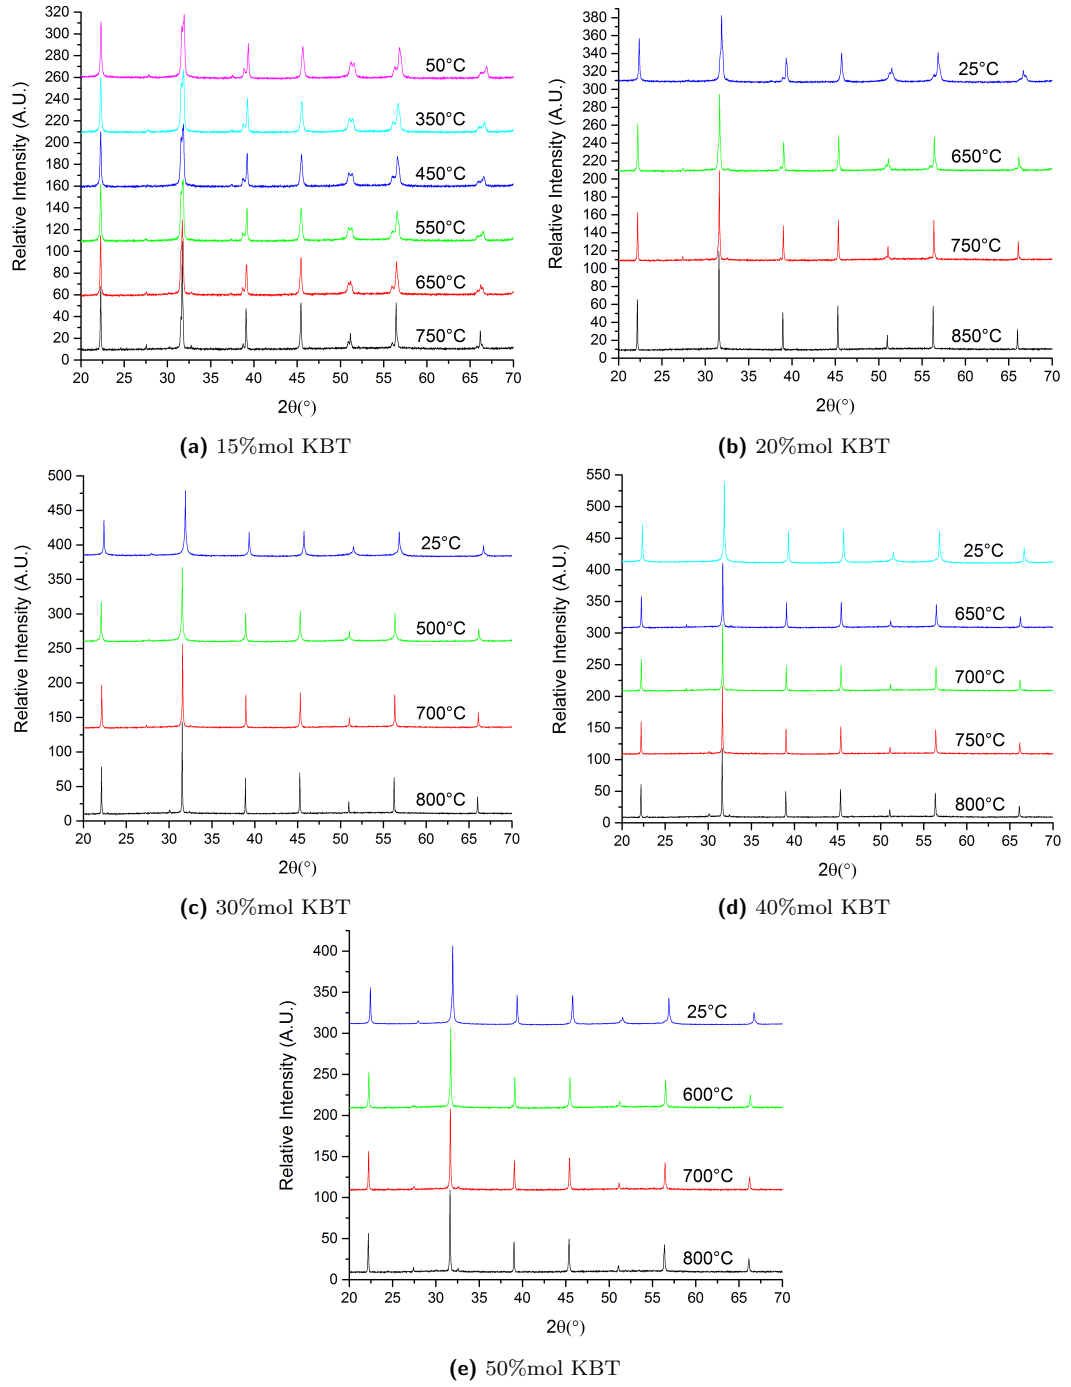 320
300
280
260
240
220
200
180
160
140
120
100
80
60
40
20
0
Relative Intensity (A.U.)
50°C
350°C
450°C
550°C
650°C
750°C
20 25 30 35 40 45 50 55 60 65 70
2θ(°)
(a) 15%mol KBT
380
360
340
320
300
280
260
240
220
200
180
160
140
120
100
80
60
40
20
0
Relative Intensity (A.U.)
25°C
650°C
750°C
850°C
20 25 30 35 40 45 50 55 60 65 70
2θ(°)
(b) 20%mol KBT
500
450
400
350
300
250
200
150
100
50
0
Relative Intensity (A.U.)
25°C
500°C
700°C
800°C
20 25 30 35 40 45 50 55 60 65 70
2θ(°)
(c) 30%mol KBT
550
500
450
400
350
300
250
200
150
100
50
0
Relative Intensity (A.U.)
25°C
650°C
700°C
750°C
800°C
20 25 30 35 40 45 50 55 60 65 70
2θ(°)
(d) 40%mol KBT
400
350
300
250
200
150
100
50
0
Relative Intensity (A.U.)
25°C
600°C
700°C
800°C
20 25 30 35 40 45 50 55 60 65 70
2θ(°)
(e) 50%mol KBT